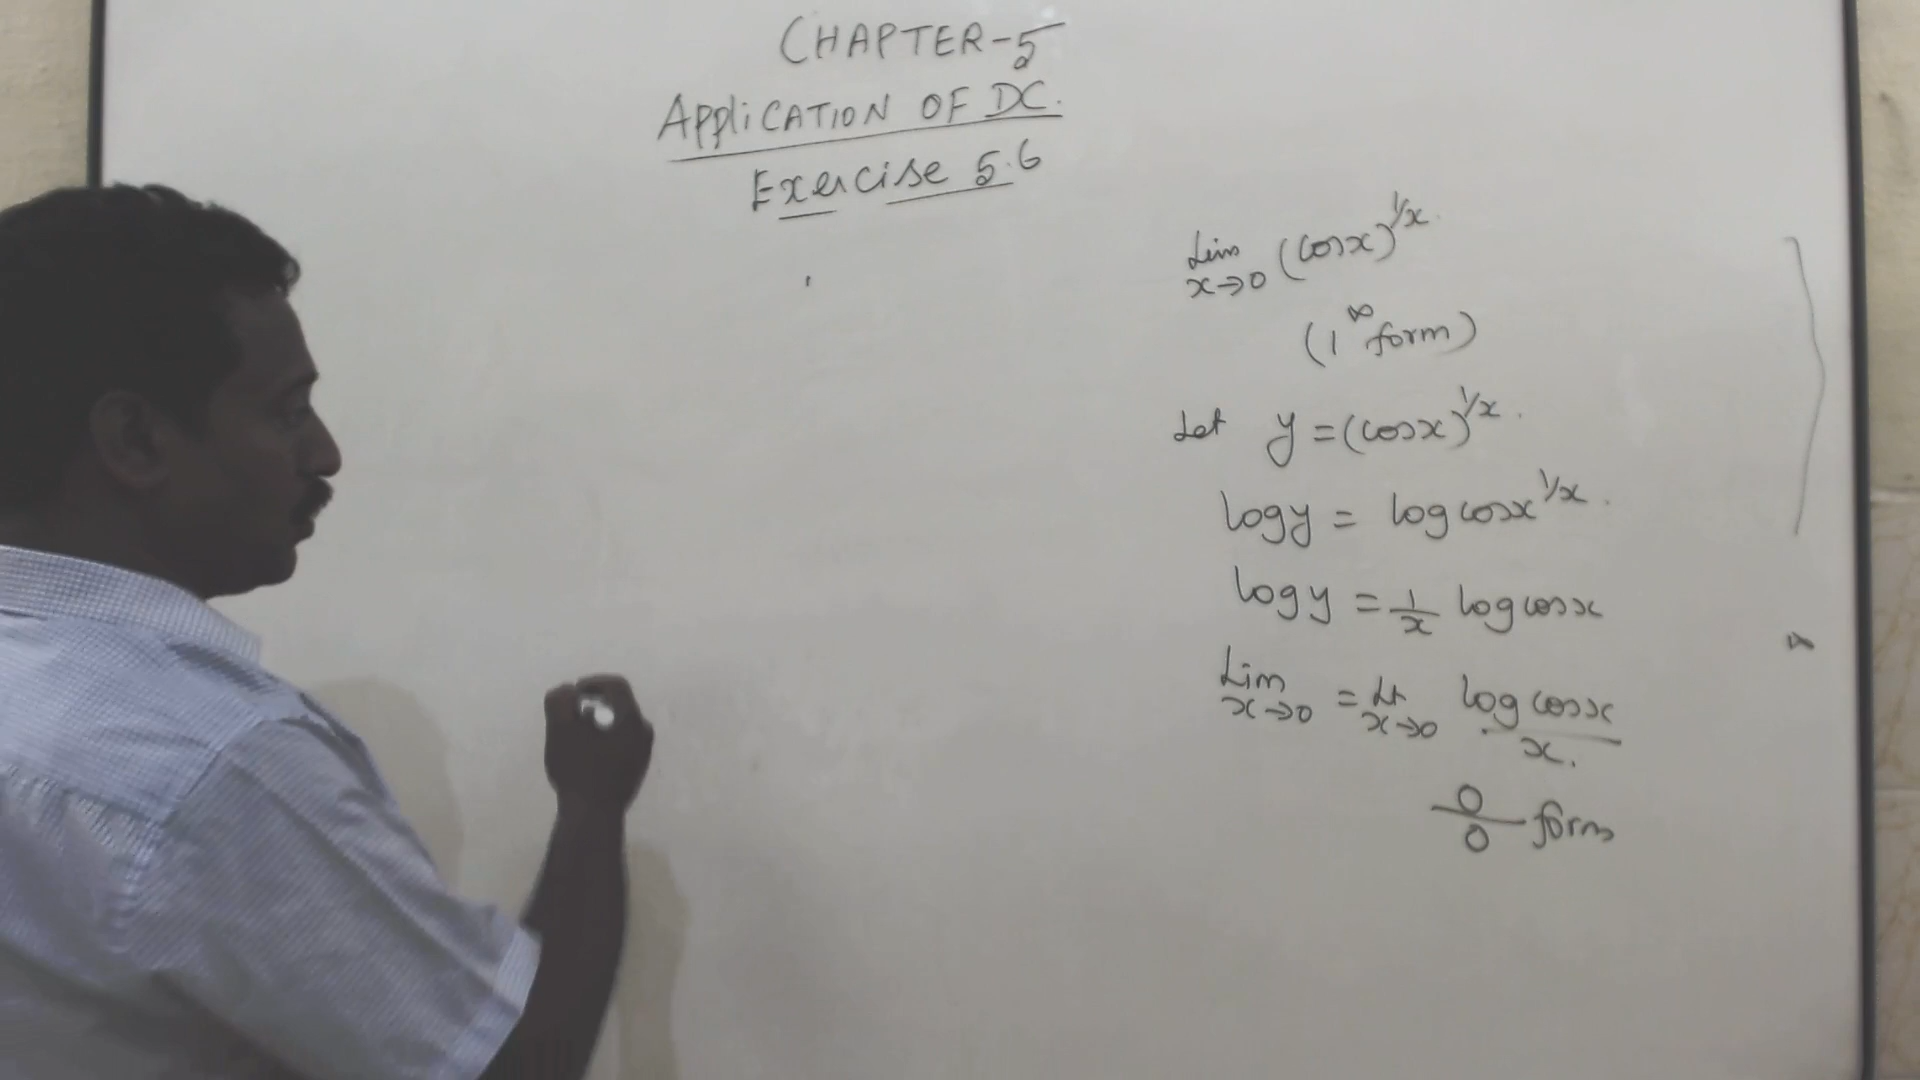 CHAPTER-5
APPliCATION OF DC.
Exercise 5.6
Lim x→0 (cosx)^1/x.
(1^∞ form)
Let y = (cosx)^1/x.
logy = log cosx^1/x.
logy = 1/x log cosx
Lim x→0 = Lt x→0 log cosx / x.
0/0 form